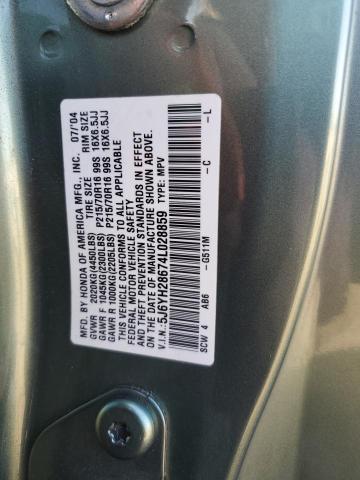 MFD. BY HONDA OF AMERICA MFG., INC. 07/'04
TIRE SIZE RIM SIZE
GVWR 2020KG(4450LBS)
GAWR F 1045KG(2300LBS) P215/70R16 99S 16X6.5JJ
GAWR R 1000KG(2205LBS) P215/70R16 99S 16X6.5JJ
THIS VEHICLE CONFORMS TO ALL APPLICABLE
FEDERAL MOTOR VEHICLE SAFETY, BUMPER,
AND THEFT PREVENTION STANDARDS IN EFFECT
ON THE DATE OF MANUFACTURE SHOWN ABOVE.
V.I.N.: 5J6YH28674L028859 TYPE: MPV
-G511M -C -L
SCW 4 AB6